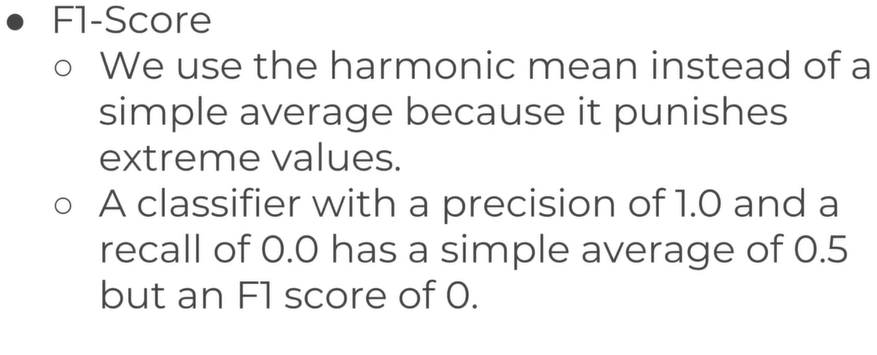 ● F1-Score
○ We use the harmonic mean instead of a
simple average because it punishes
extreme values.
○ A classifier with a precision of 1.0 and a
recall of 0.0 has a simple average of 0.5
but an F1 score of 0.